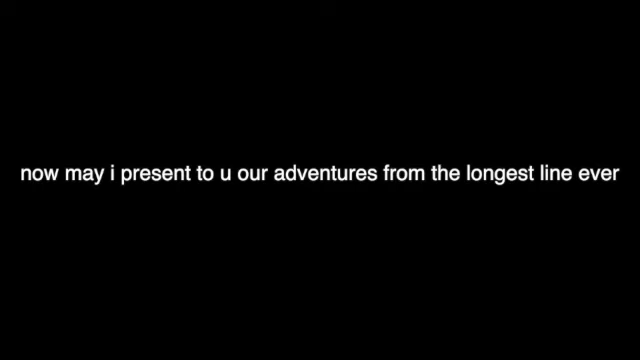 now may i present to u our adventures from the longest line ever